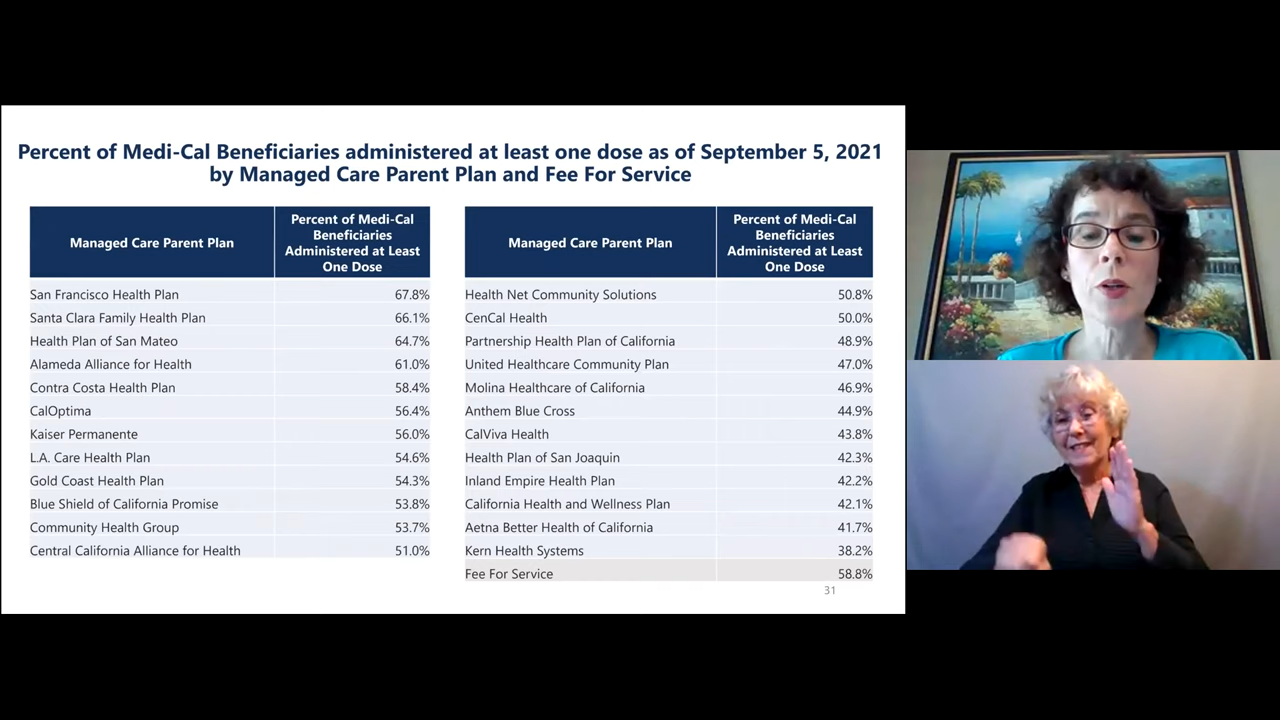 Percent of Medi-Cal Beneficiaries administered at least one dose as of September 5, 2021
by Managed Care Parent Plan and Fee For Service
Managed Care Parent Plan
Percent of Medi-Cal
Beneficiaries
Administered at Least
One Dose
San Francisco Health Plan 67.8%
Santa Clara Family Health Plan 66.1%
Health Plan of San Mateo 64.7%
Alameda Alliance for Health 61.0%
Contra Costa Health Plan 58.4%
CalOptima 56.4%
Kaiser Permanente 56.0%
L.A. Care Health Plan 54.6%
Gold Coast Health Plan 54.3%
Blue Shield of California Promise 53.8%
Community Health Group 53.7%
Central California Alliance for Health 51.0%
Managed Care Parent Plan
Percent of Medi-Cal
Beneficiaries
Administered at Least
One Dose
Health Net Community Solutions 50.8%
CenCal Health 50.0%
Partnership Health Plan of California 48.9%
United Healthcare Community Plan 47.0%
Molina Healthcare of California 46.9%
Anthem Blue Cross 44.9%
CalViva Health 43.8%
Health Plan of San Joaquin 42.3%
Inland Empire Health Plan 42.2%
California Health and Wellness Plan 42.1%
Aetna Better Health of California 41.7%
Kern Health Systems 38.2%
Fee For Service 58.8%
31